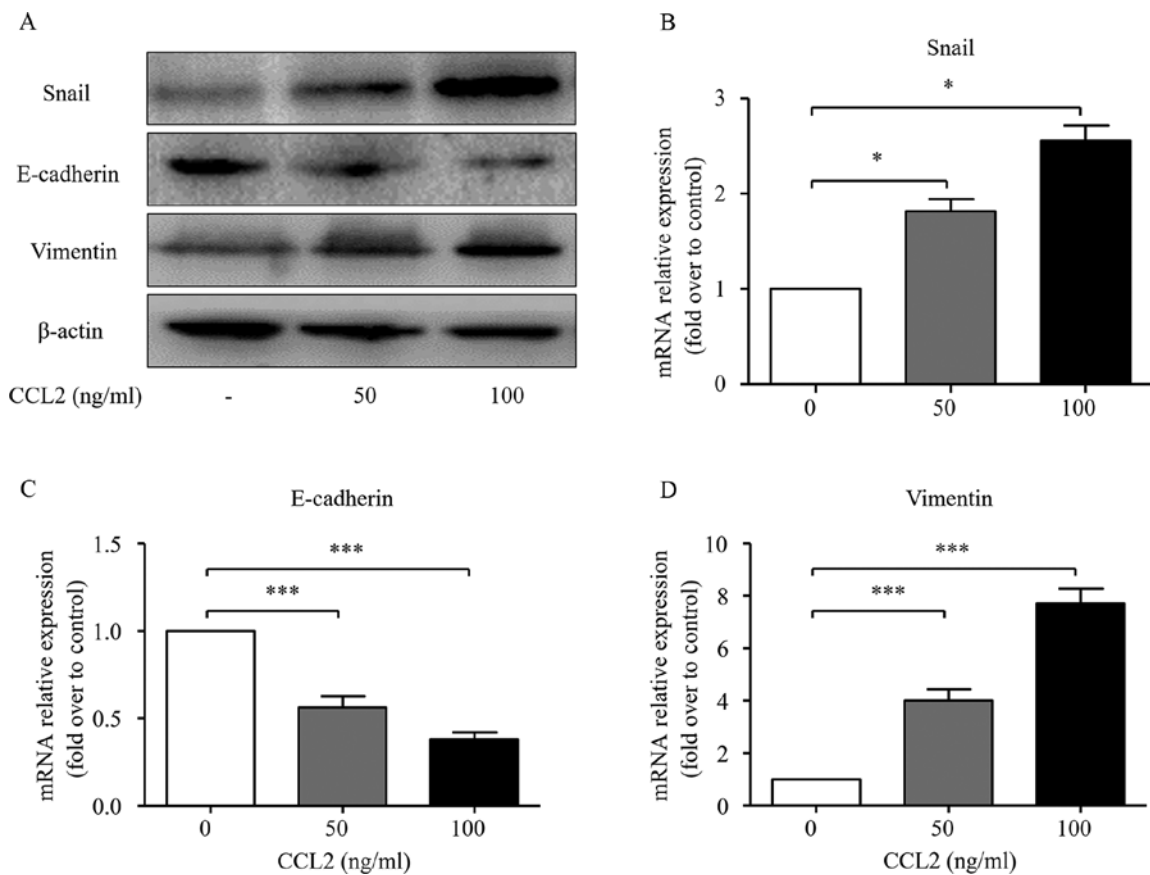 A
Snail
E-cadherin
Vimentin
β-actin
CCL2 (ng/ml) - 50 100
B
Snail
mRNA relative expression
(fold over to control)
3
2
1
0
*
*
0 50 100
C
E-cadherin
mRNA relative expression
(fold over to control)
1.5
1.0
0.5
0.0
***
***
0 50 100
CCL2 (ng/ml)
D
Vimentin
mRNA relative expression
(fold over to control)
10
8
6
4
2
0
***
***
0 50 100
CCL2 (ng/ml)